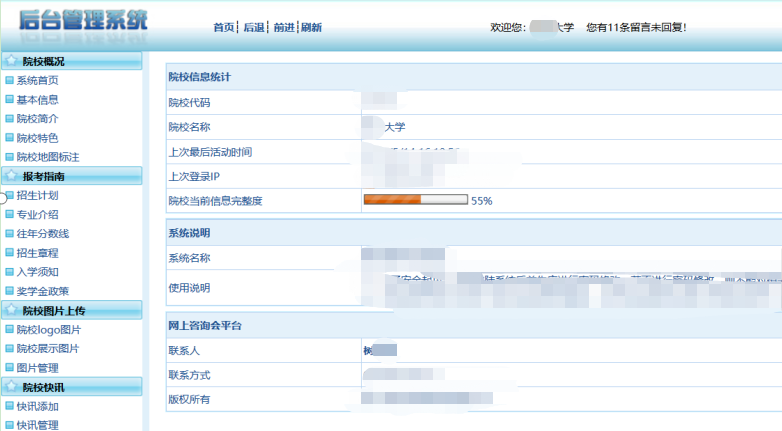 后台管理系统
首页 后退 前进 刷新
欢迎您: 大学 您有11条留言未回复!
院校概况
系统首页
基本信息
院校简介
院校特色
院校地图标注
报考指南
招生计划
专业介绍
往年分数线
招生章程
入学须知
奖学金政策
院校图片上传
院校logo图片
院校展示图片
图片管理
院校快讯
快讯添加
快讯管理
院校信息统计
院校代码
院校名称 大学
上次最后活动时间
上次登录IP
院校当前信息完整度 55%
系统说明
系统名称
使用说明
网上咨询会平台
联系人
联系方式
版权所有